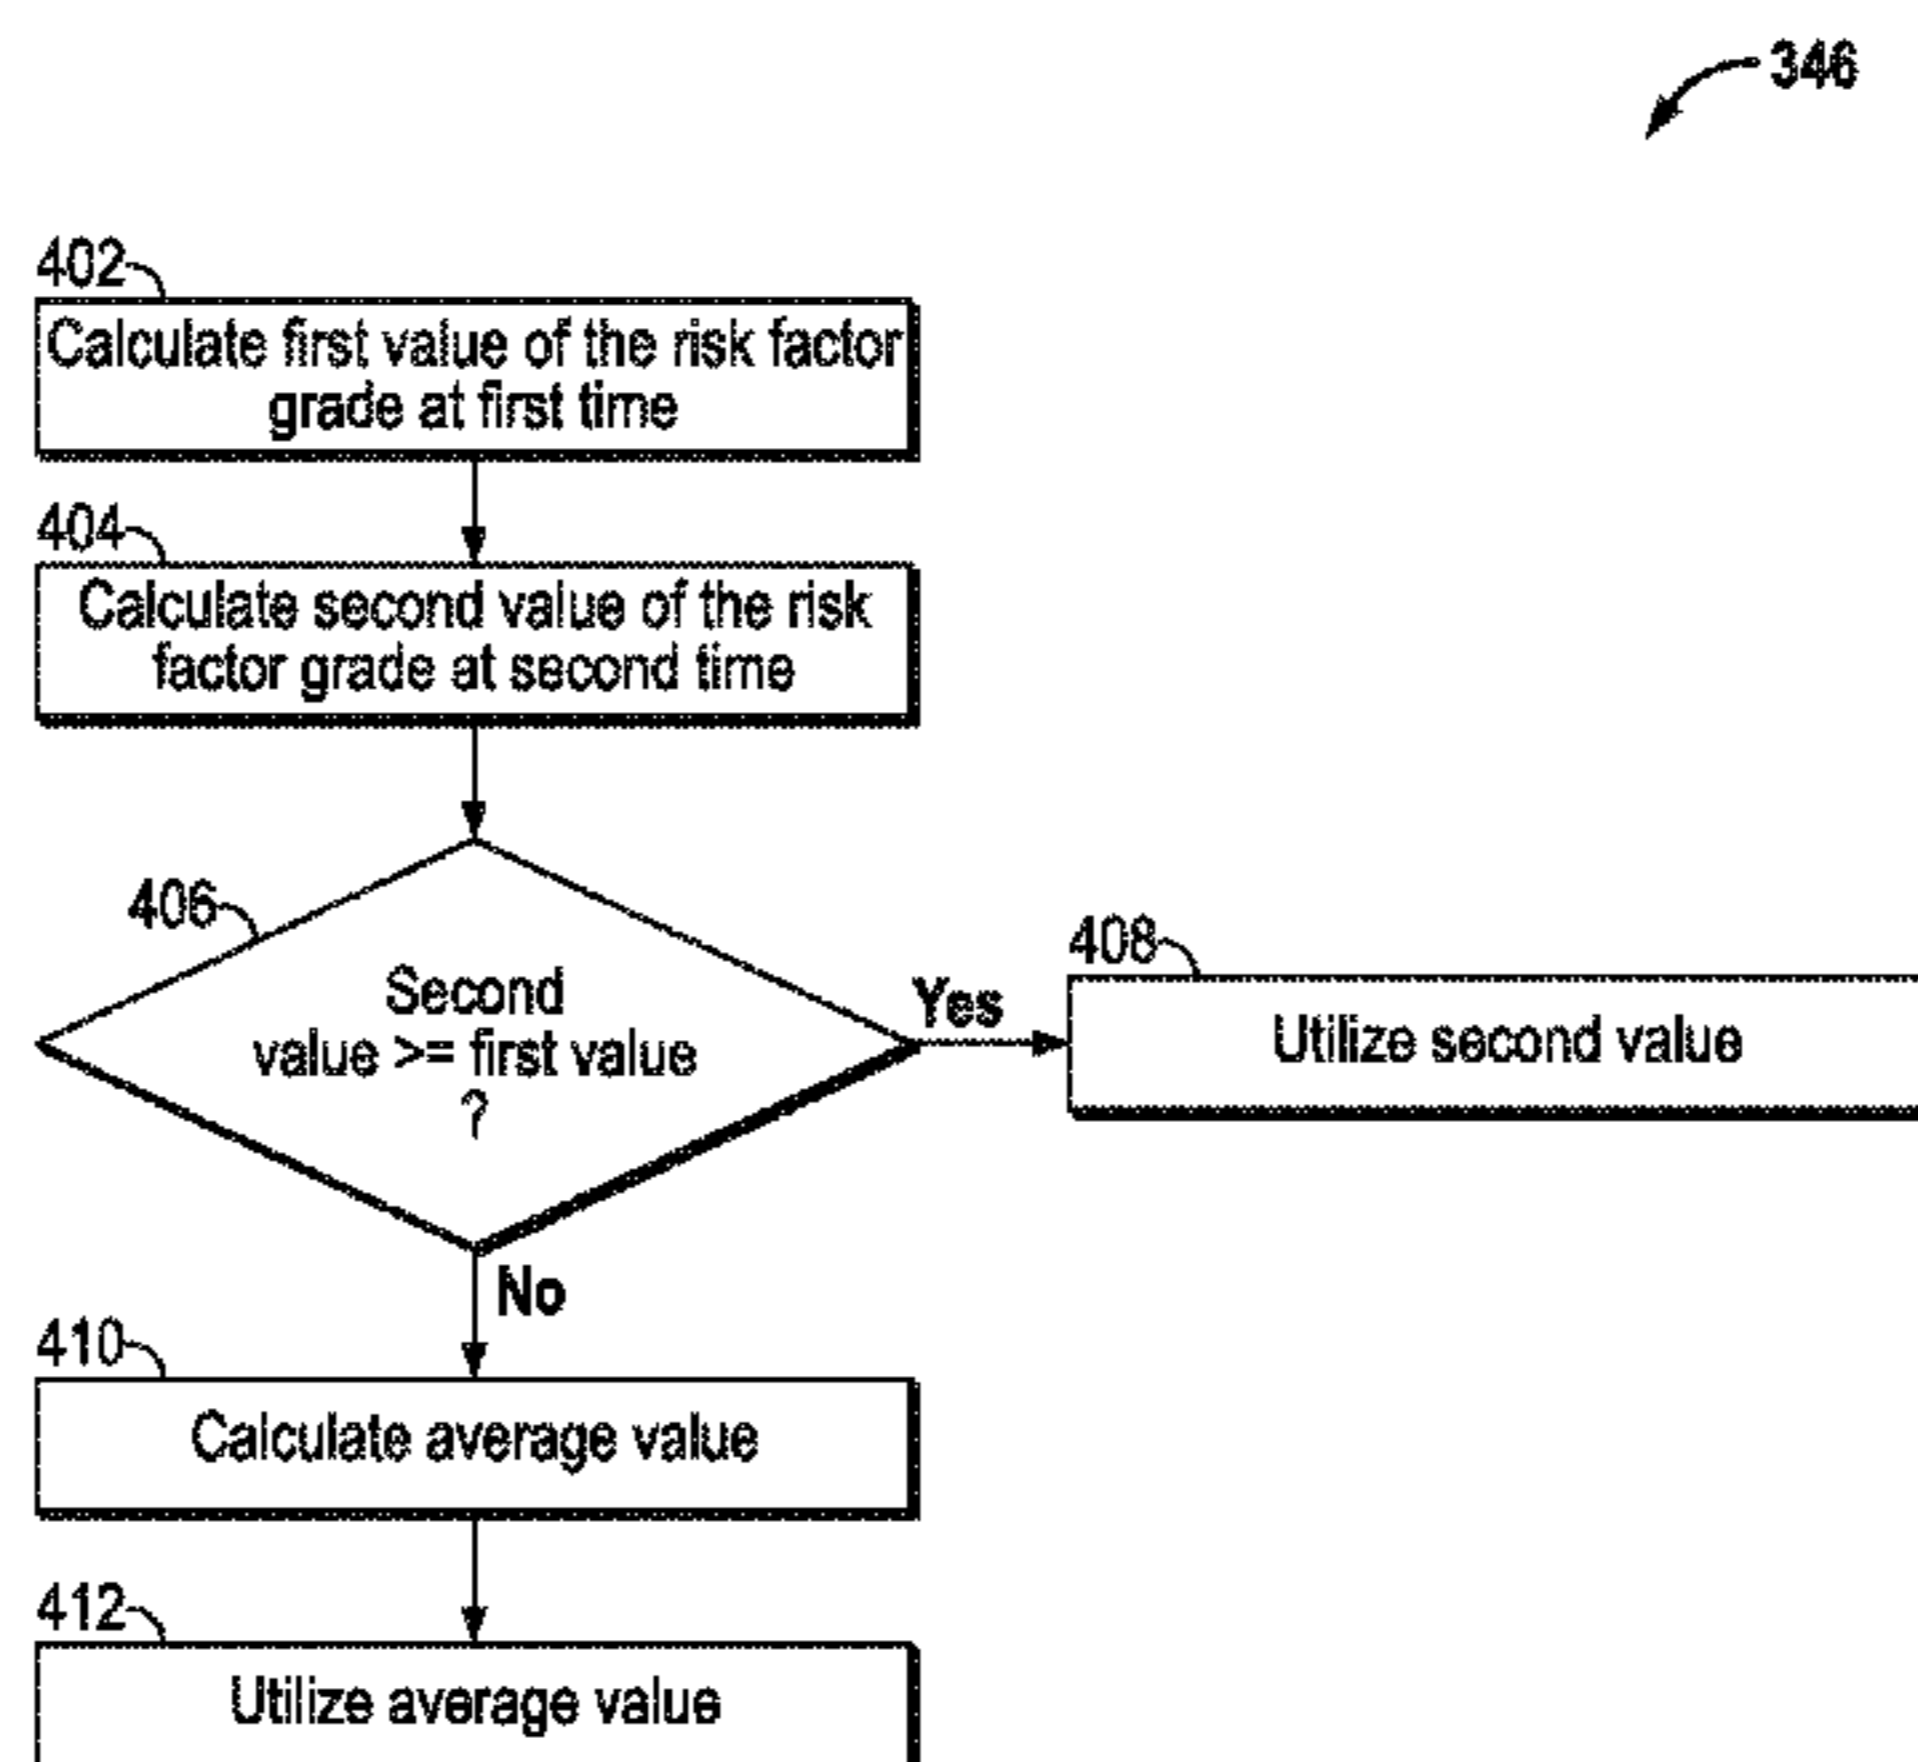 346
402
Calculate first value of the risk factor
grade at first time
404
Calculate second value of the risk
factor grade at second time
406
Second
value >= first value
?
Yes
408
Utilize second value
No
410
Calculate average value
412
Utilize average value